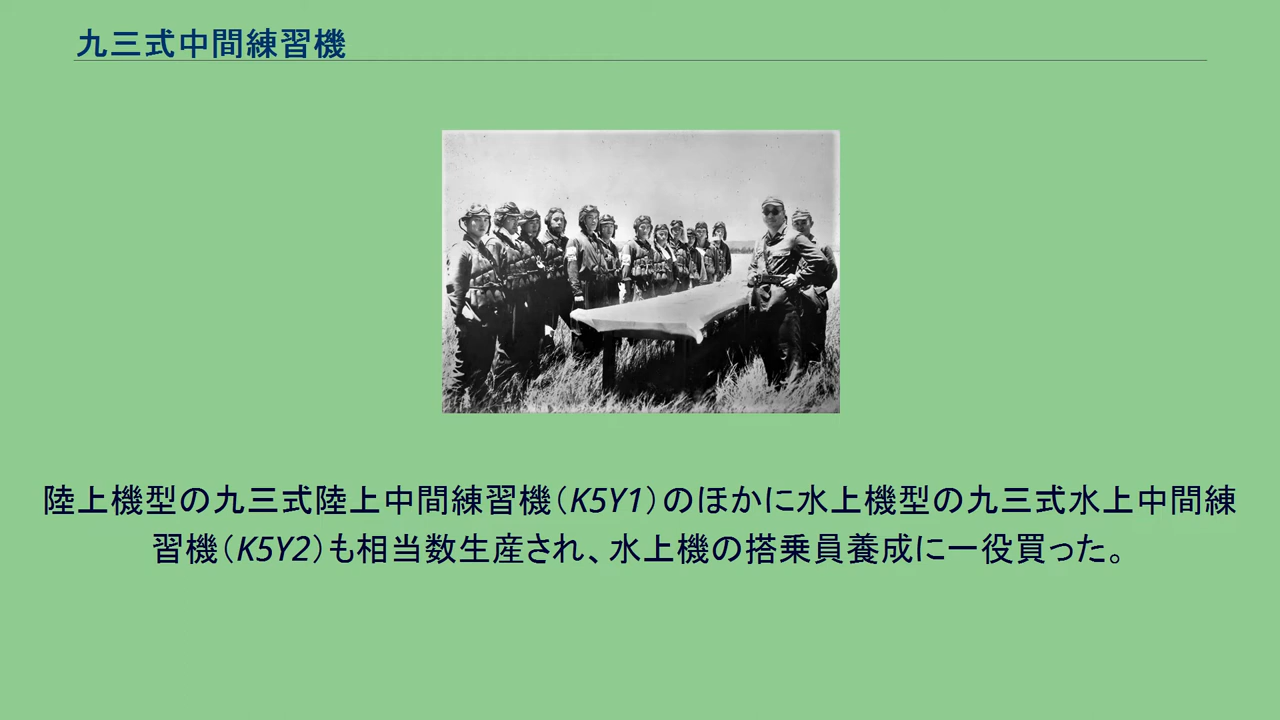 九三式中間練習機
陸上機型の九三式陸上中間練習機（K5Y1）のほかに水上機型の九三式水上中間練
習機（K5Y2）も相当数生産され、水上機の搭乗員養成に一役買った。